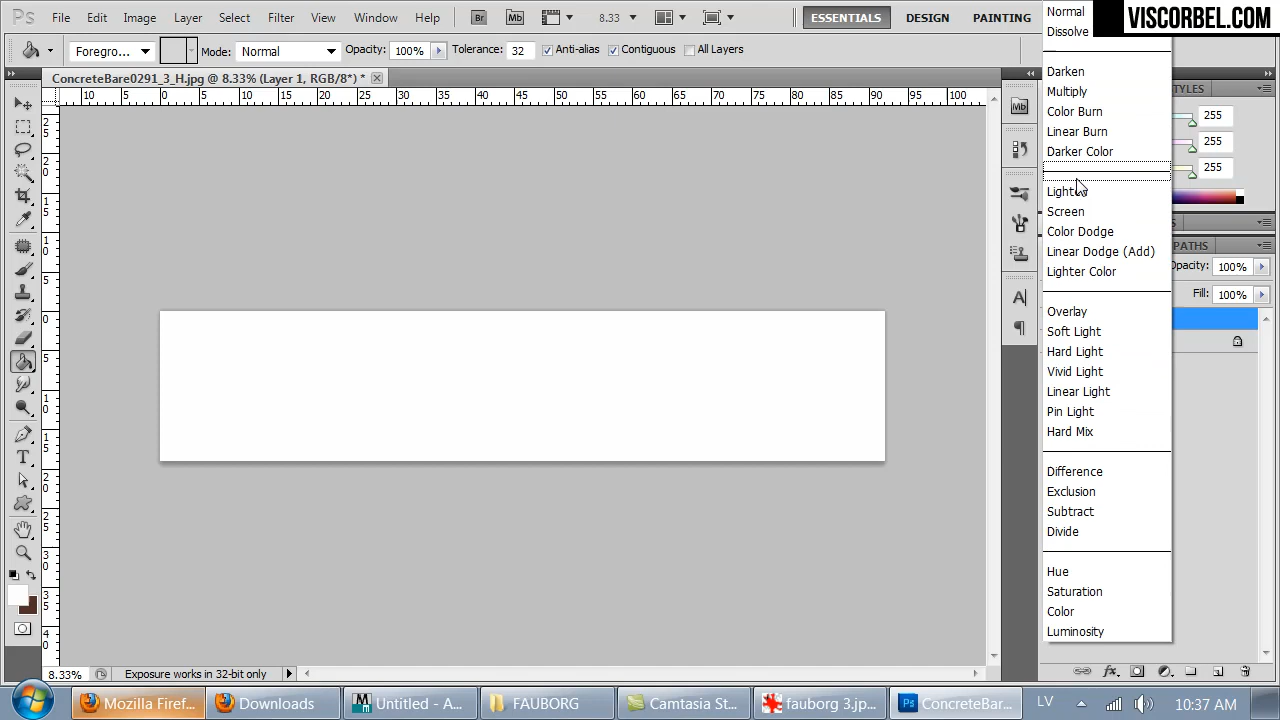 Ps File Edit Image Layer Select Filter View Window Help Br Mb 8.33 ESSENTIALS DESIGN PAINTING
VISCORBEL.COM
Foregro... Mode: Normal Opacity: 100% Tolerance: 32 Anti-alias Contiguous All Layers
ConcreteBare0291_3_H.jpg @ 8.33% (Layer 1, RGB/8*) *
10 5 0 5 10 15 20 25 30 35 40 45 50 55 60 65 70 75 80 85 90 95 100
Normal
Dissolve
Darken
Multiply
Color Burn
Linear Burn
Darker Color
Lighten
Screen
Color Dodge
Linear Dodge (Add)
Lighter Color
Overlay
Soft Light
Hard Light
Vivid Light
Linear Light
Pin Light
Hard Mix
Difference
Exclusion
Subtract
Divide
Hue
Saturation
Color
Luminosity
STYLES
255
255
255
PATHS
Opacity: 100%
Fill: 100%
8.33% Exposure works in 32-bit only
Mozilla Firef... Downloads Untitled - A... FAUBORG Camtasia St... fauborg 3.jp... ConcreteBar... LV 10:37 AM